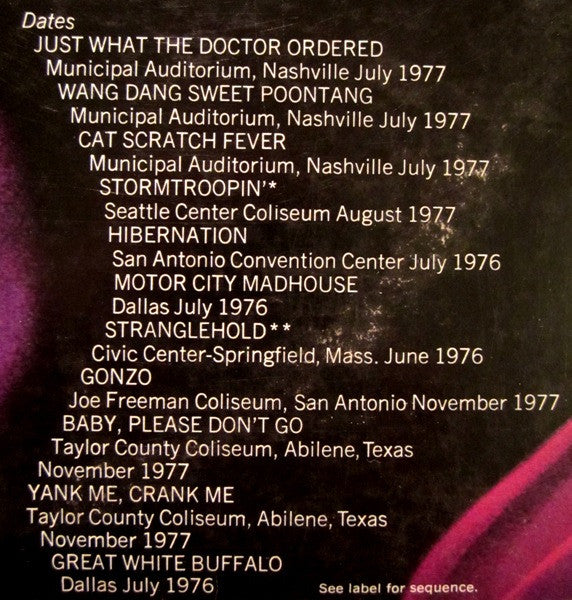 Dates
JUST WHAT THE DOCTOR ORDERED
Municipal Auditorium, Nashville July 1977
WANG DANG SWEET POONTANG
Municipal Auditorium, Nashville July 1977
CAT SCRATCH FEVER
Municipal Auditorium, Nashville July 1977
STORMTROOPIN'*
Seattle Center Coliseum August 1977
HIBERNATION
San Antonio Convention Center July 1976
MOTOR CITY MADHOUSE
Dallas July 1976
STRANGLEHOLD**
Civic Center-Springfield, Mass. June 1976
GONZO
Joe Freeman Coliseum, San Antonio November 1977
BABY, PLEASE DON'T GO
Taylor County Coliseum, Abilene, Texas
November 1977
YANK ME, CRANK ME
Taylor County Coliseum, Abilene, Texas
November 1977
GREAT WHITE BUFFALO
Dallas July 1976
See label for sequence.